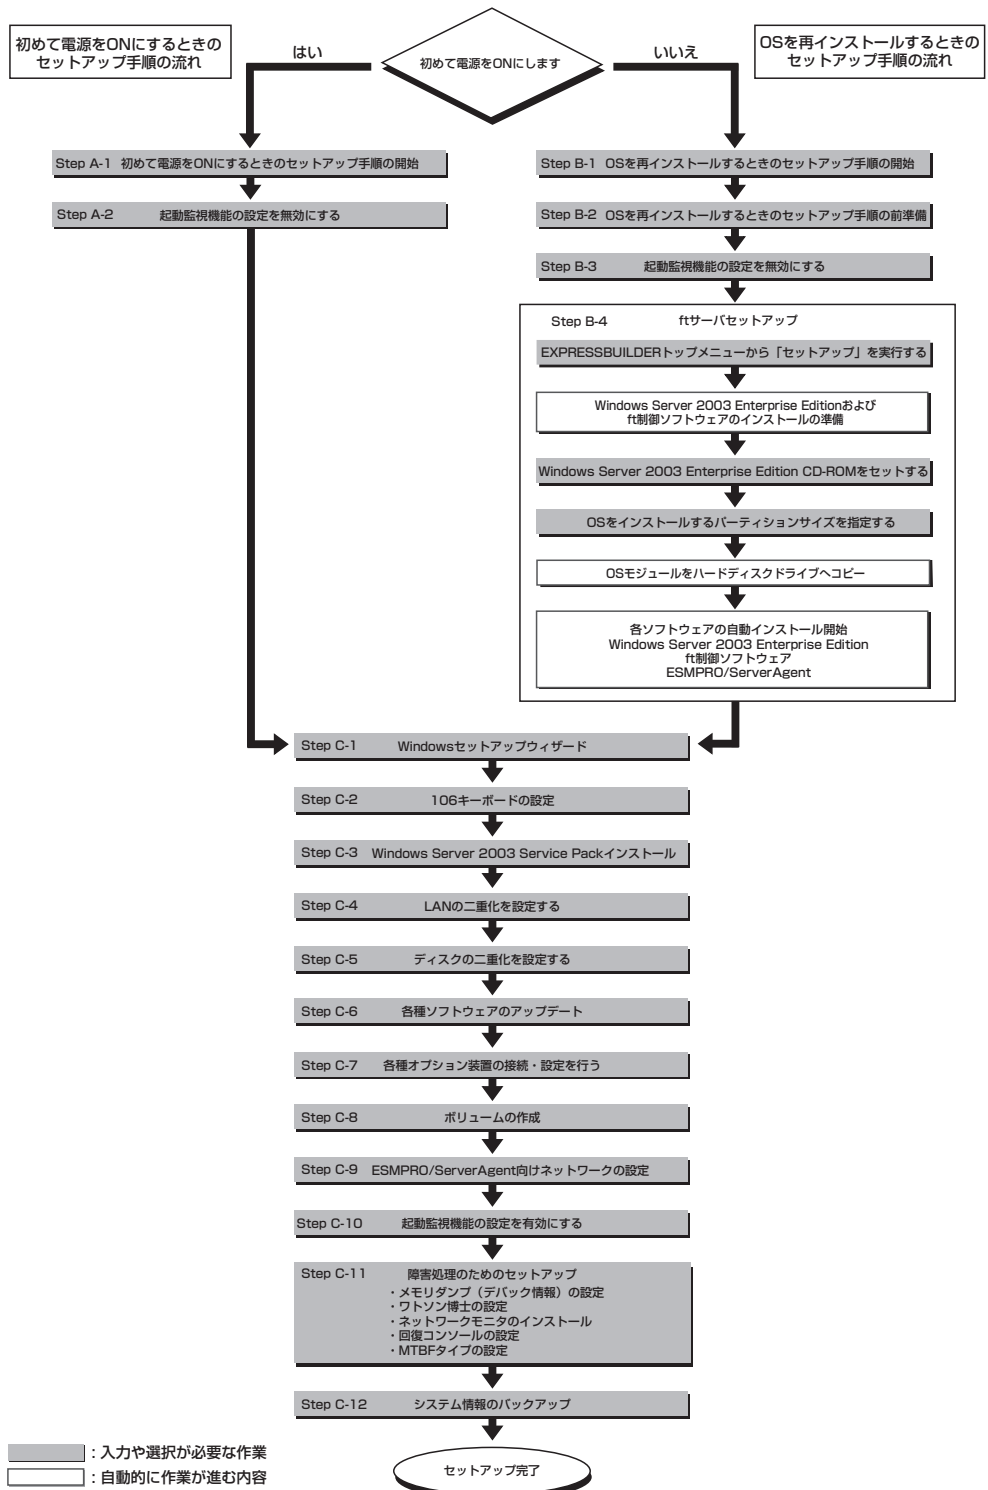 初めて電源をONにするときの
セットアップ手順の流れ
はい
初めて電源をONにします
いいえ
OSを再インストールするときの
セットアップ手順の流れ
Step A-1 初めて電源をONにするときのセットアップ手順の開始
Step A-2 起動監視機能の設定を無効にする
Step B-1 OSを再インストールするときのセットアップ手順の開始
Step B-2 OSを再インストールするときのセットアップ手順の前準備
Step B-3 起動監視機能の設定を無効にする
Step B-4 ftサーバセットアップ
EXPRESSBUILDERトップメニューから「セットアップ」を実行する
Windows Server 2003 Enterprise Editionおよび
ft制御ソフトウェアのインストールの準備
Windows Server 2003 Enterprise Edition CD-ROMをセットする
OSをインストールするパーティションサイズを指定する
OSモジュールをハードディスクドライブへコピー
各ソフトウェアの自動インストール開始
Windows Server 2003 Enterprise Edition
ft制御ソフトウェア
ESMPRO/ServerAgent
Step C-1 Windowsセットアップウィザード
Step C-2 106キーボードの設定
Step C-3 Windows Server 2003 Service Packインストール
Step C-4 LANの二重化を設定する
Step C-5 ディスクの二重化を設定する
Step C-6 各種ソフトウェアのアップデート
Step C-7 各種オプション装置の接続・設定を行う
Step C-8 ボリュームの作成
Step C-9 ESMPRO/ServerAgent向けネットワークの設定
Step C-10 起動監視機能の設定を有効にする
Step C-11 障害処理のためのセットアップ
・メモリダンプ（デバック情報）の設定
・ワトソン博士の設定
・ネットワークモニタのインストール
・回復コンソールの設定
・MTBFタイプの設定
Step C-12 システム情報のバックアップ
セットアップ完了
：入力や選択が必要な作業
：自動的に作業が進む内容